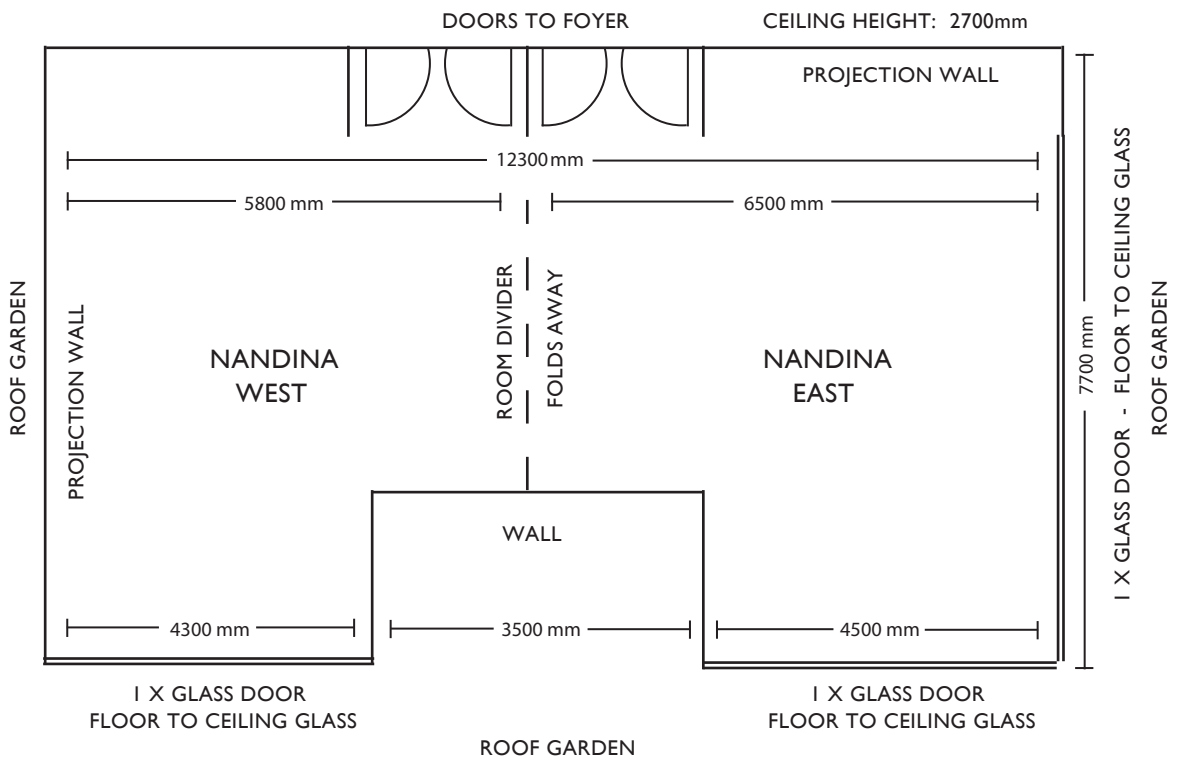 DOORS TO FOYER
CEILING HEIGHT: 2700mm
PROJECTION WALL
12300mm
5800 mm
6500 mm
ROOF GARDEN
PROJECTION WALL
NANDINA
WEST
ROOM DIVIDER
FOLDS AWAY
NANDINA
EAST
7700 mm
1 X GLASS DOOR - FLOOR TO CEILING GLASS
ROOF GARDEN
WALL
4300 mm
3500 mm
4500 mm
1 X GLASS DOOR
FLOOR TO CEILING GLASS
1 X GLASS DOOR
FLOOR TO CEILING GLASS
ROOF GARDEN